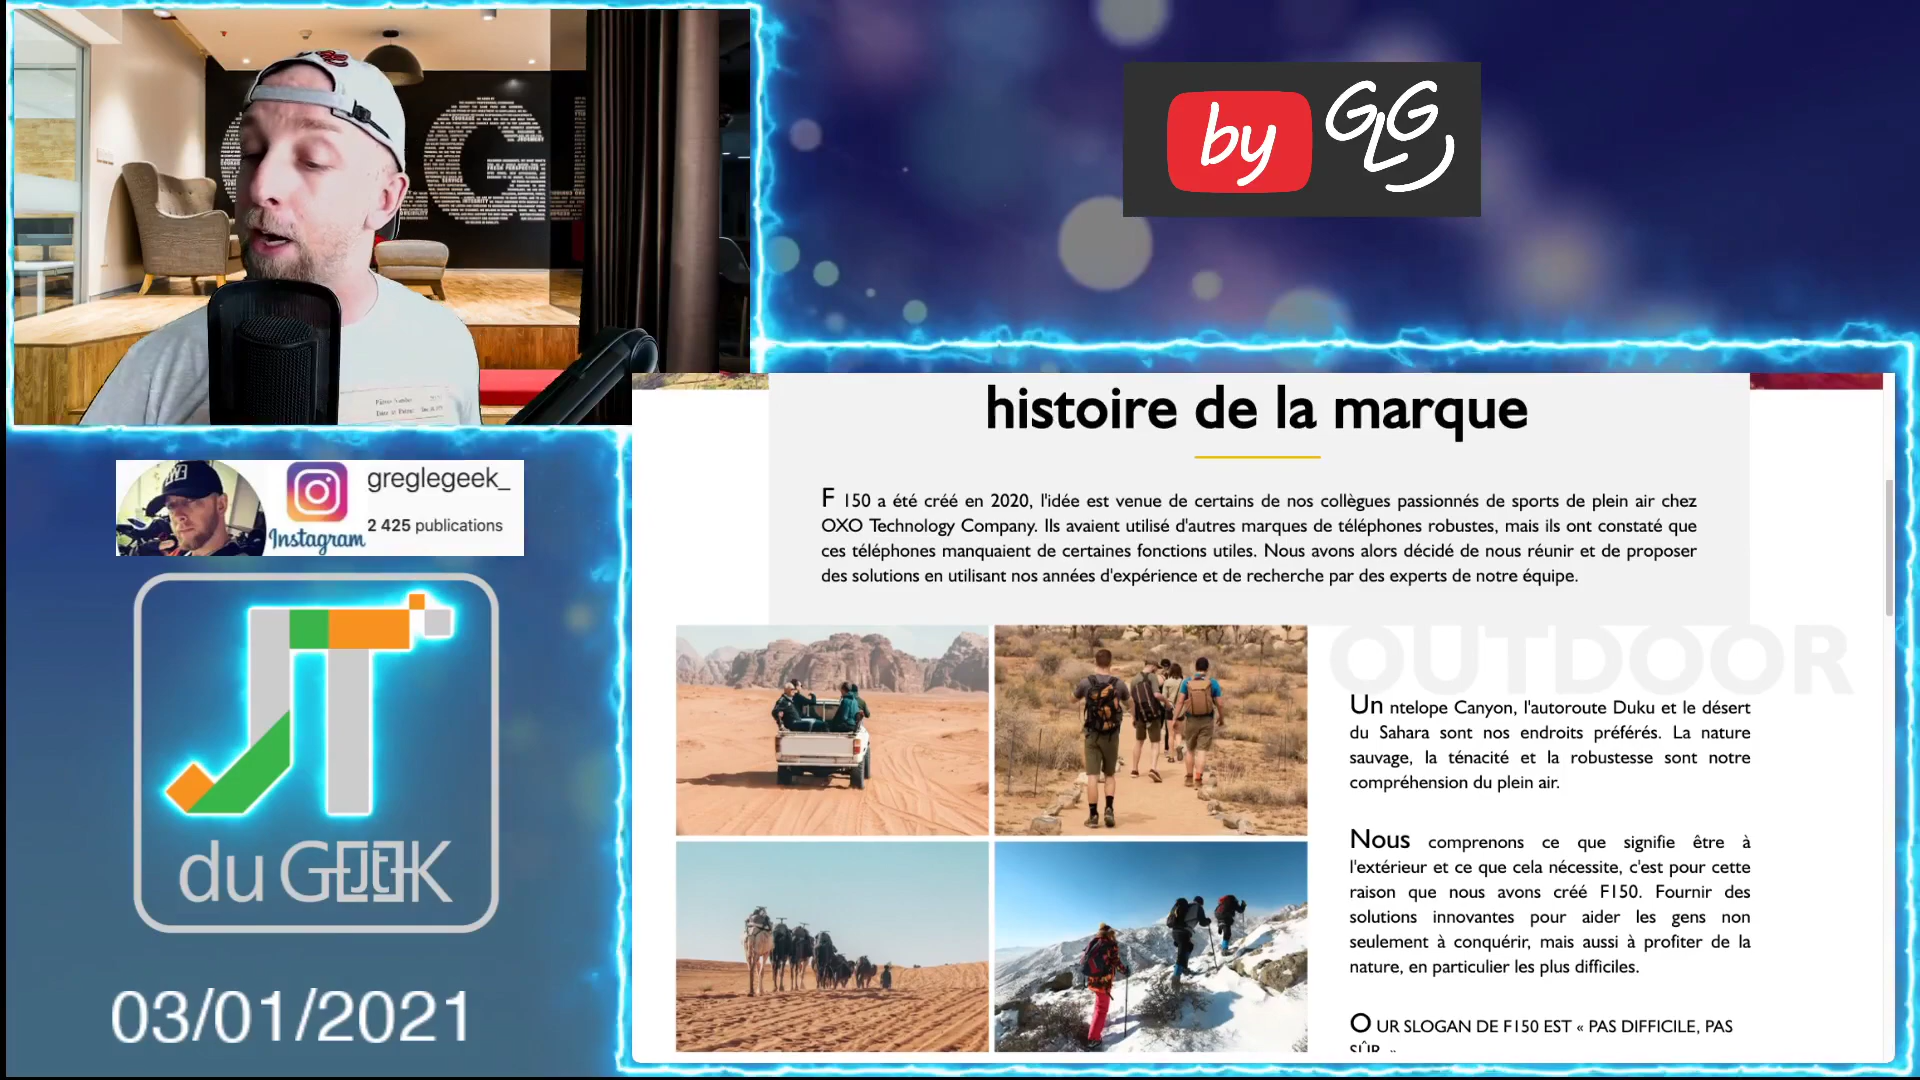 by GLG
histoire de la marque
F 150 a été créé en 2020, l'idée est venue de certains de nos collègues passionnés de sports de plein air chez
OXO Technology Company. Ils avaient utilisé d'autres marques de téléphones robustes, mais ils ont constaté que
ces téléphones manquaient de certaines fonctions utiles. Nous avons alors décidé de nous réunir et de proposer
des solutions en utilisant nos années d'expérience et de recherche par des experts de notre équipe.
greglegeek_
Instagram
2 425 publications
OUTDOOR
Un ntelope Canyon, l'autoroute Duku et le désert
du Sahara sont nos endroits préférés. La nature
sauvage, la ténacité et la robustesse sont notre
compréhension du plein air.
Nous comprenons ce que signifie être à
l'extérieur et ce que cela nécessite, c'est pour cette
raison que nous avons créé F150. Fournir des
solutions innovantes pour aider les gens non
seulement à conquérir, mais aussi à profiter de la
nature, en particulier les plus difficiles.
O UR SLOGAN DE F150 EST « PAS DIFFICILE, PAS
SÛR. »
JT
du GEEK
03/01/2021